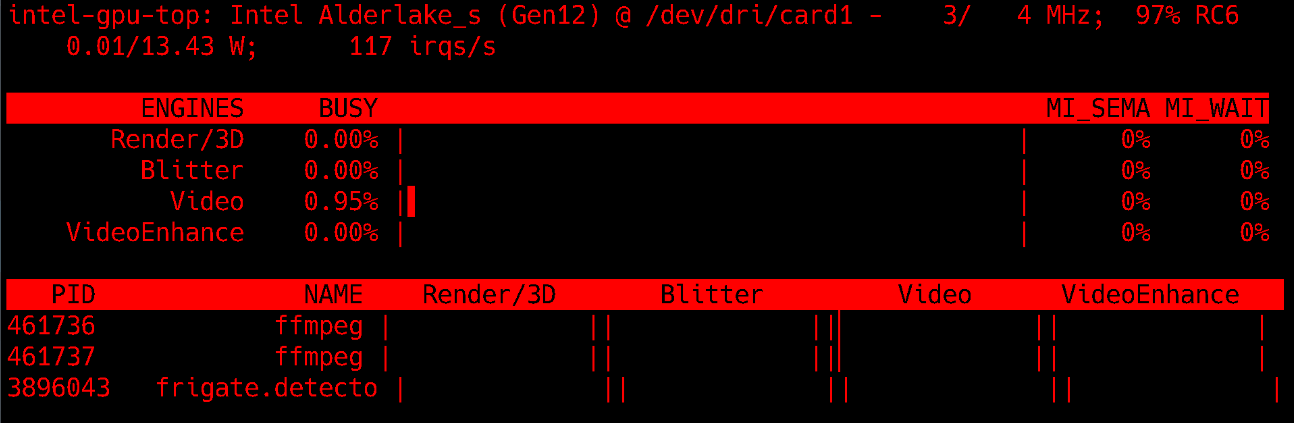 intel-gpu-top: Intel Alderlake_s (Gen12) @ /dev/dri/card1 -    3/   4 MHz;  97% RC6
    0.01/13.43 W;      117 irqs/s
         ENGINES     BUSY                                             MI_SEMA MI_WAIT
       Render/3D    0.00% |                                         |      0%      0%
         Blitter    0.00% |                                         |      0%      0%
           Video    0.95% |█                                        |      0%      0%
    VideoEnhance    0.00% |                                         |      0%      0%
   PID              NAME    Render/3D       Blitter         Video      VideoEnhance
461736            ffmpeg |             ||             |||            ||             |
461737            ffmpeg |             ||             |||            ||             |
3896043   frigate.detecto |              ||             ||             ||             |